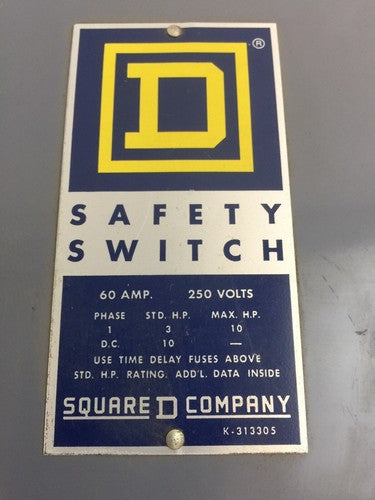 D ®
SAFETY
SWITCH
60 AMP. 250 VOLTS
PHASE STD. H.P. MAX. H.P.
1 3 10
D.C. 10 —
USE TIME DELAY FUSES ABOVE
STD. H.P. RATING. ADD'L. DATA INSIDE
SQUARE D COMPANY
K-313305